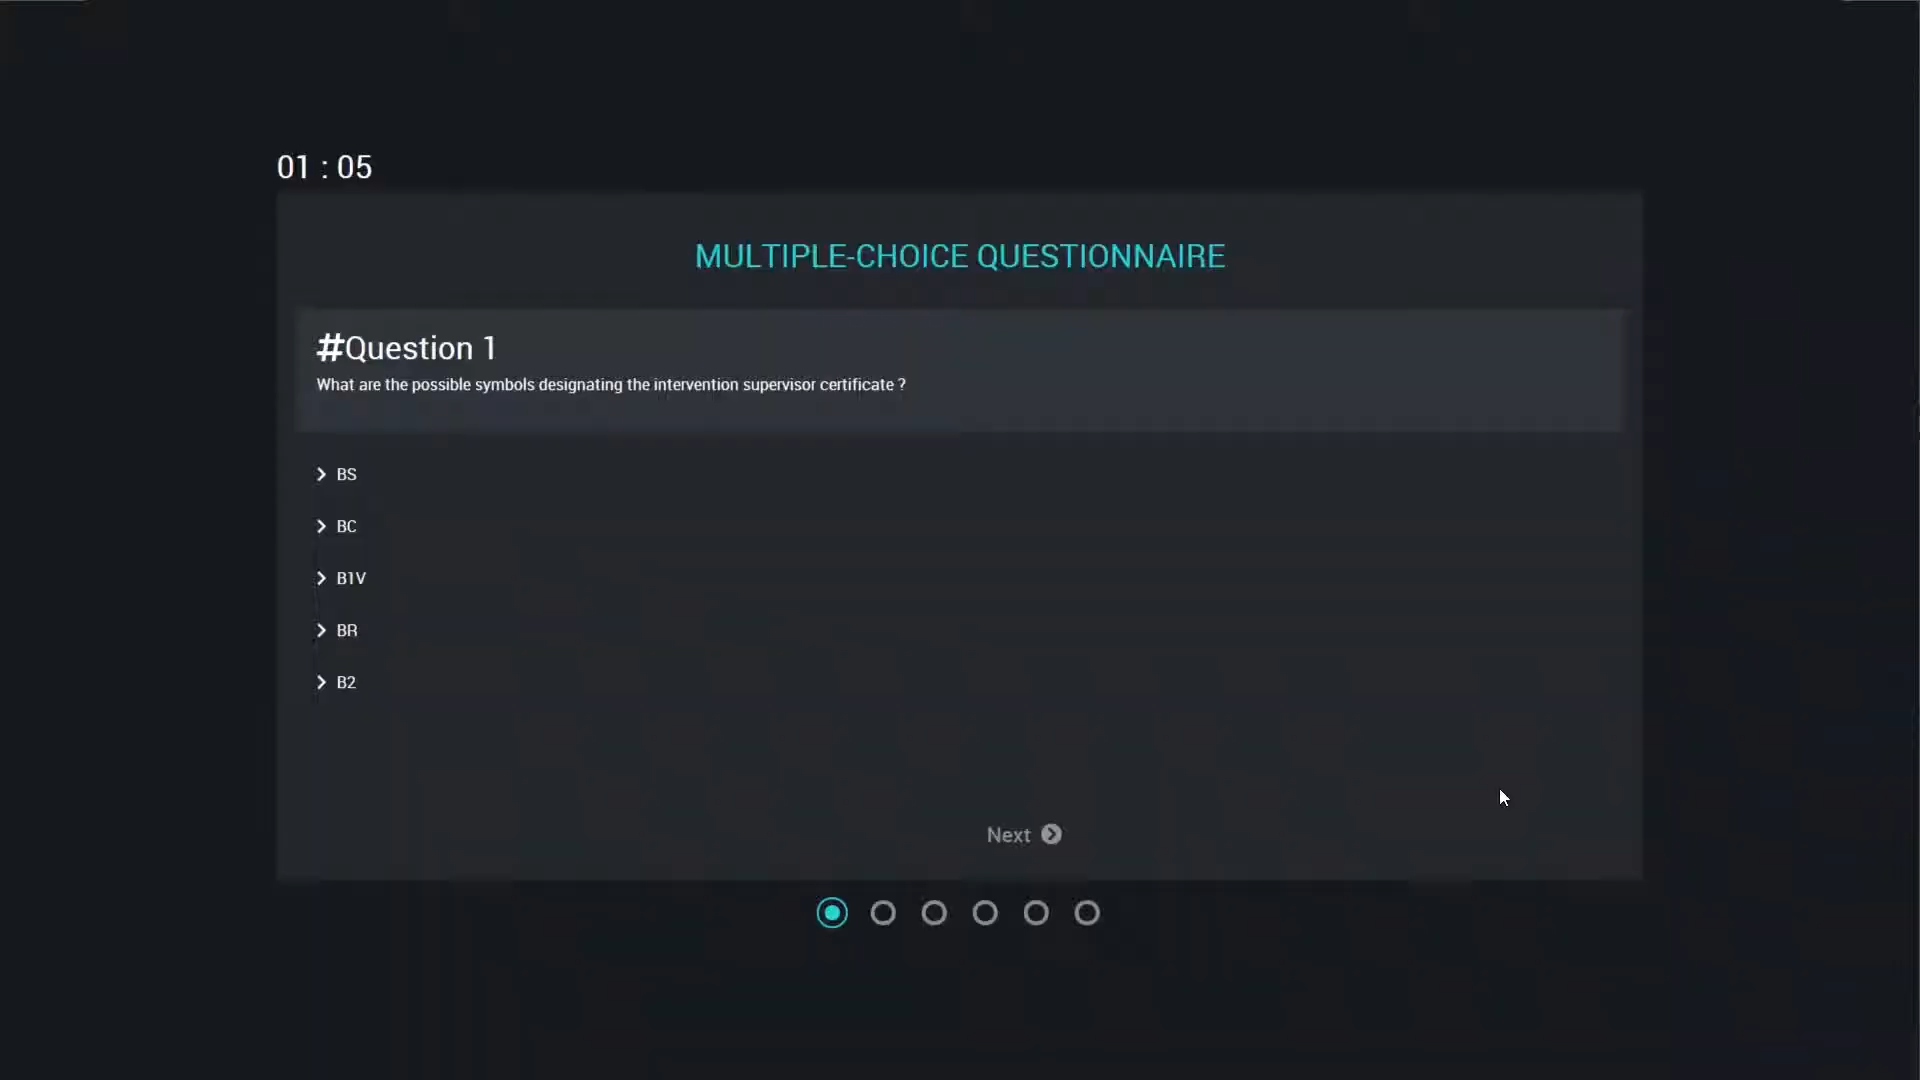 01 : 05
MULTIPLE-CHOICE QUESTIONNAIRE
#Question 1
What are the possible symbols designating the intervention supervisor certificate ?
BS
BC
B1V
BR
B2
Next